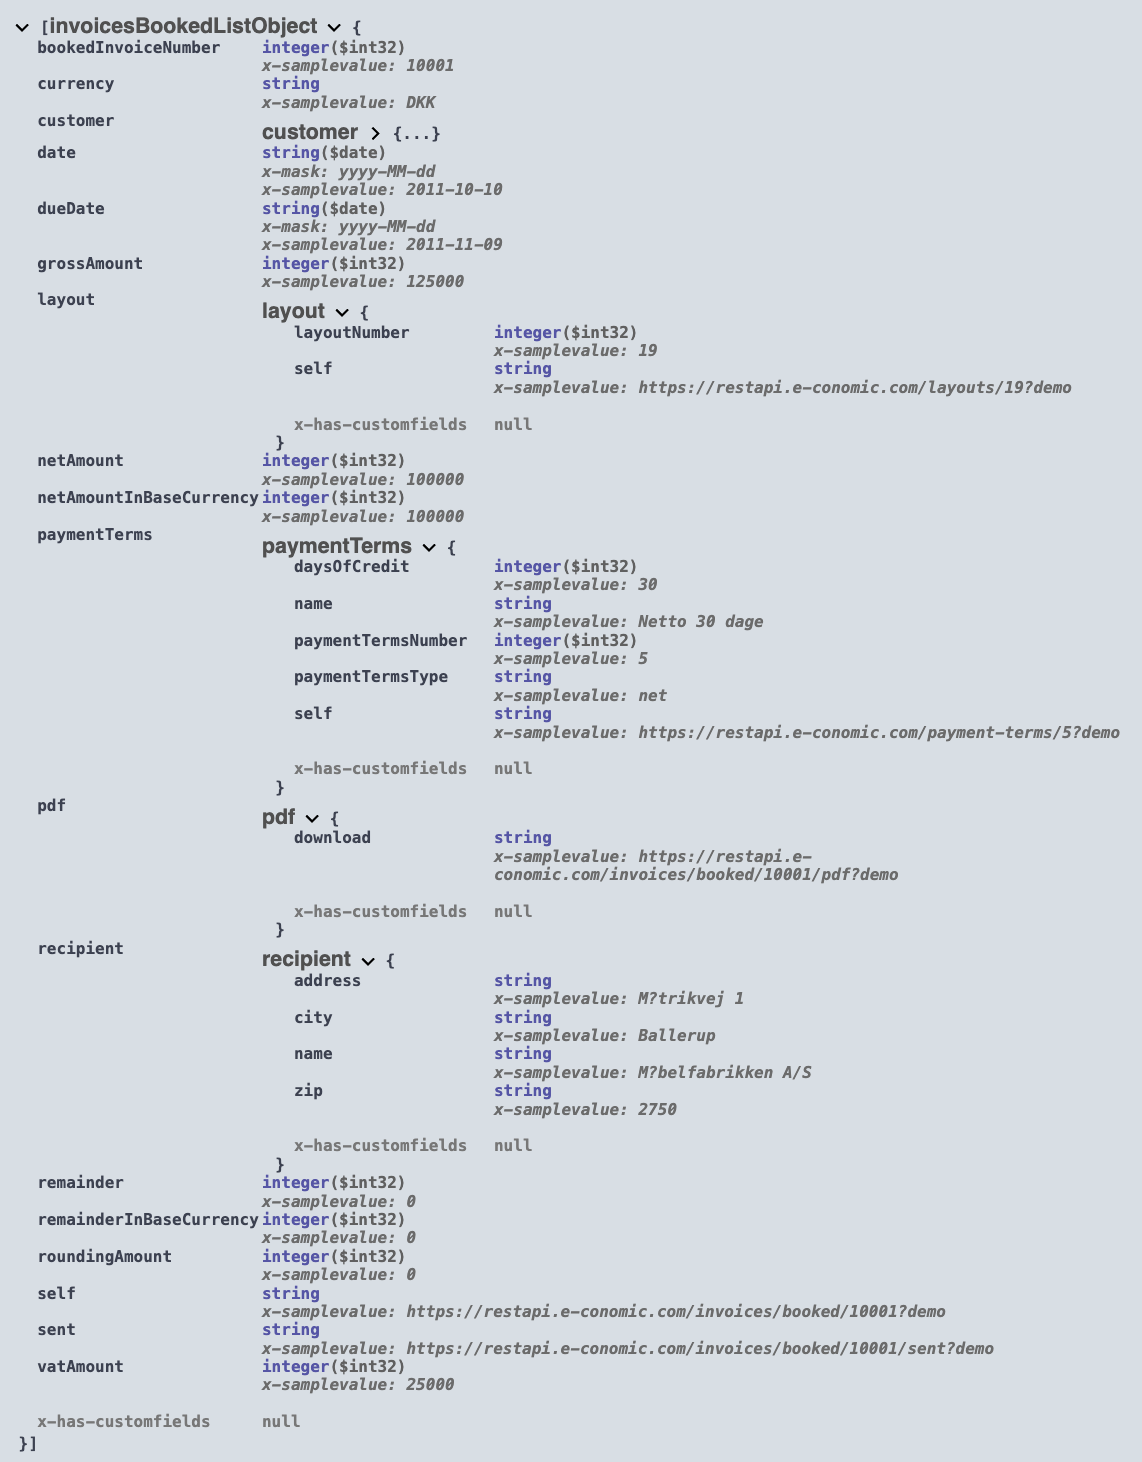 [invoicesBookedListObject {
bookedInvoiceNumber integer($int32)
x-samplevalue: 10001
currency string
x-samplevalue: DKK
customer
customer {...}
date string($date)
x-mask: yyyy-MM-dd
x-samplevalue: 2011-10-10
dueDate string($date)
x-mask: yyyy-MM-dd
x-samplevalue: 2011-11-09
grossAmount integer($int32)
x-samplevalue: 125000
layout
layout {
layoutNumber integer($int32)
x-samplevalue: 19
self string
x-samplevalue: https://restapi.e-conomic.com/layouts/19?demo
x-has-customfields null
}
netAmount integer($int32)
x-samplevalue: 100000
netAmountInBaseCurrency integer($int32)
x-samplevalue: 100000
paymentTerms
paymentTerms {
daysOfCredit integer($int32)
x-samplevalue: 30
name string
x-samplevalue: Netto 30 dage
paymentTermsNumber integer($int32)
x-samplevalue: 5
paymentTermsType string
x-samplevalue: net
self string
x-samplevalue: https://restapi.e-conomic.com/payment-terms/5?demo
x-has-customfields null
}
pdf
pdf {
download string
x-samplevalue: https://restapi.e-
conomic.com/invoices/booked/10001/pdf?demo
x-has-customfields null
}
recipient
recipient {
address string
x-samplevalue: M?trikvej 1
city string
x-samplevalue: Ballerup
name string
x-samplevalue: M?belfabrikken A/S
zip string
x-samplevalue: 2750
x-has-customfields null
}
remainder integer($int32)
x-samplevalue: 0
remainderInBaseCurrency integer($int32)
x-samplevalue: 0
roundingAmount integer($int32)
x-samplevalue: 0
self string
x-samplevalue: https://restapi.e-conomic.com/invoices/booked/10001?demo
sent string
x-samplevalue: https://restapi.e-conomic.com/invoices/booked/10001/sent?demo
vatAmount integer($int32)
x-samplevalue: 25000
x-has-customfields null
}]